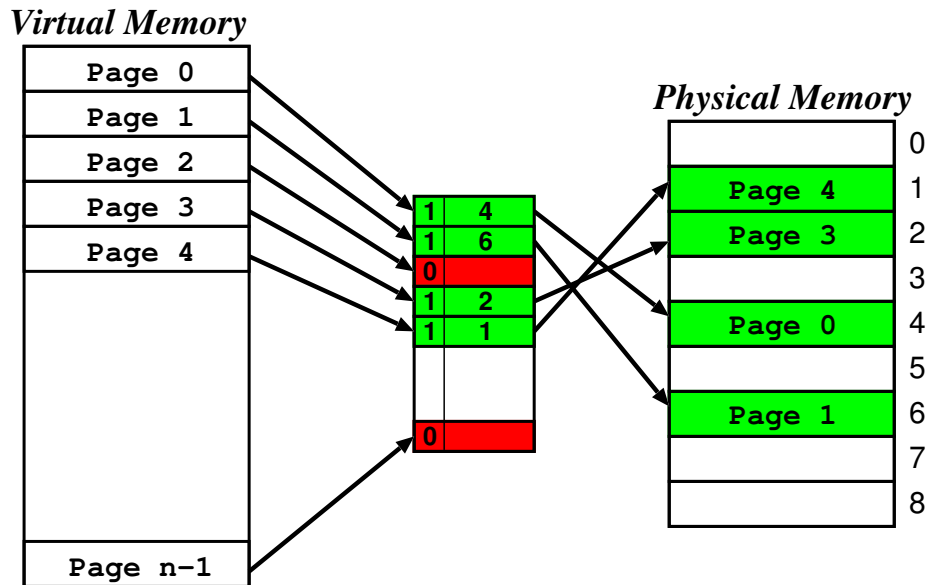 Virtual Memory
Page 0
Page 1
Page 2
Page 3
Page 4
Page n−1
1 4
1 6
0
1 2
1 1
0
Physical Memory
0
Page 4 1
Page 3 2
3
Page 0 4
5
Page 1 6
7
8